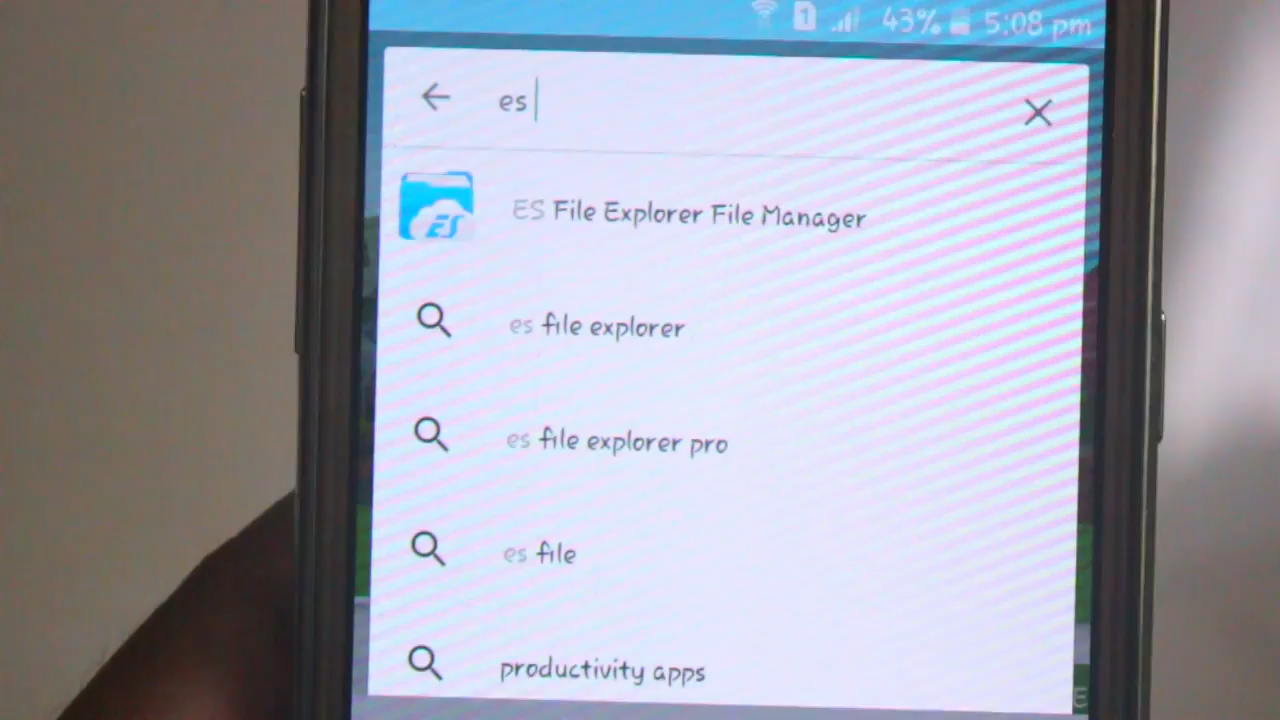 1 43% 5:08 pm
es
ES
ES File Explorer File Manager
es file explorer
es file explorer pro
es file
productivity apps
E